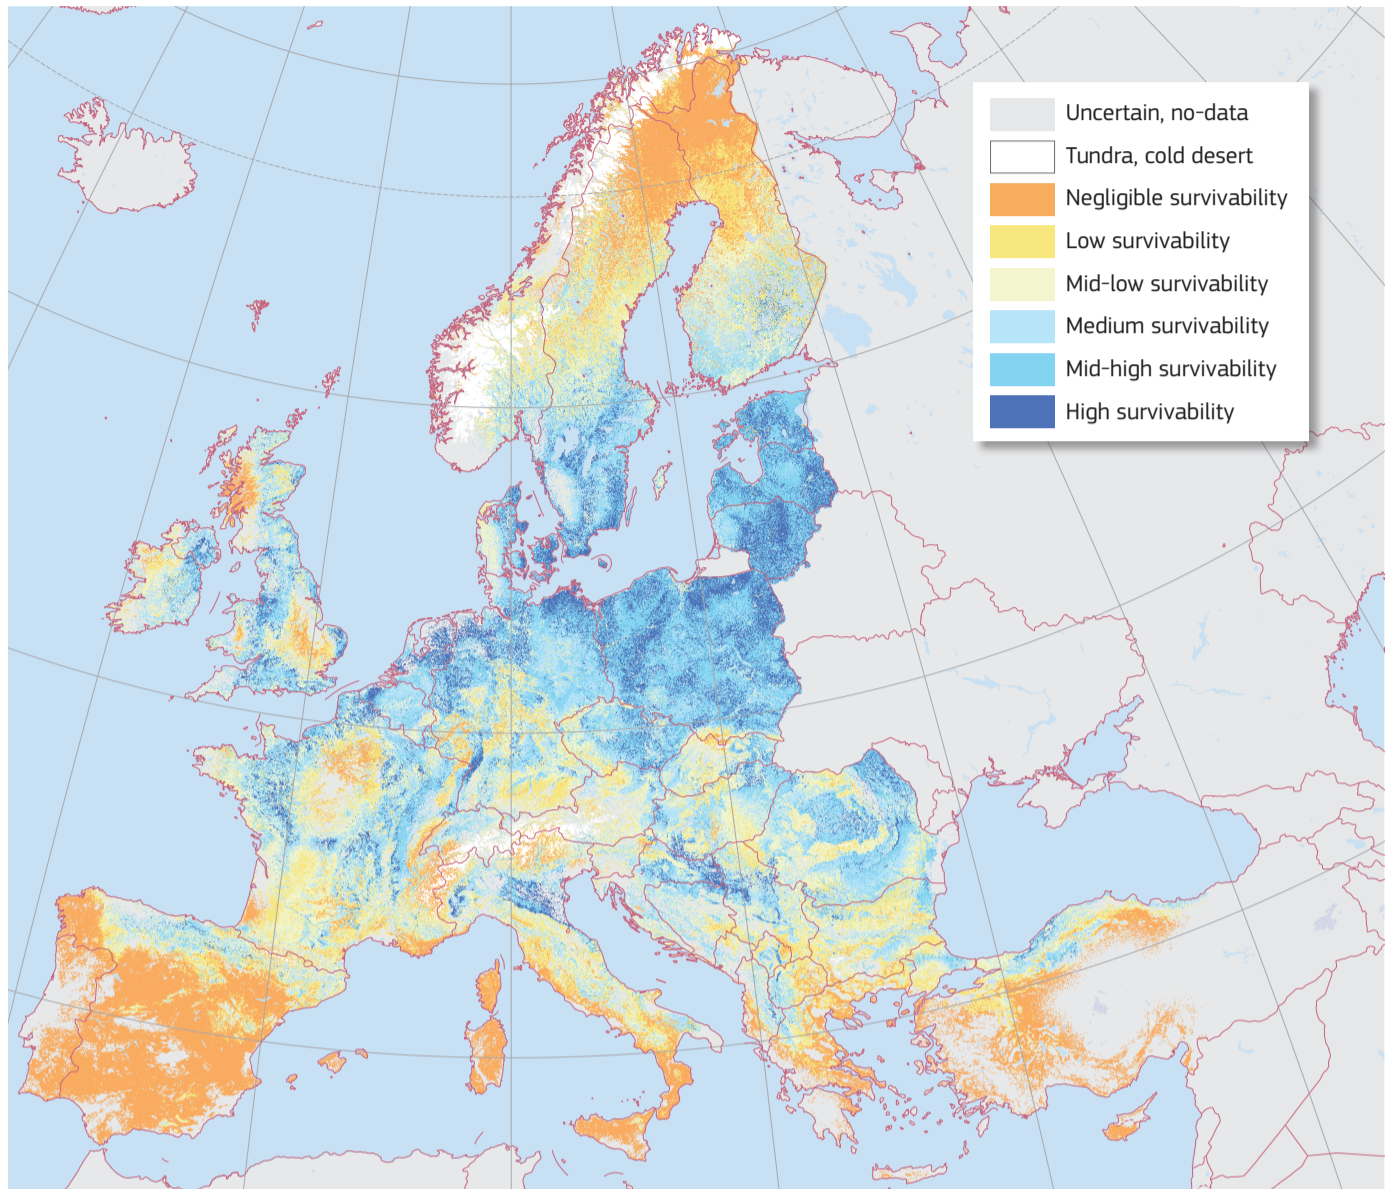 Uncertain, no-data
Tundra, cold desert
Negligible survivability
Low survivability
Mid-low survivability
Medium survivability
Mid-high survivability
High survivability